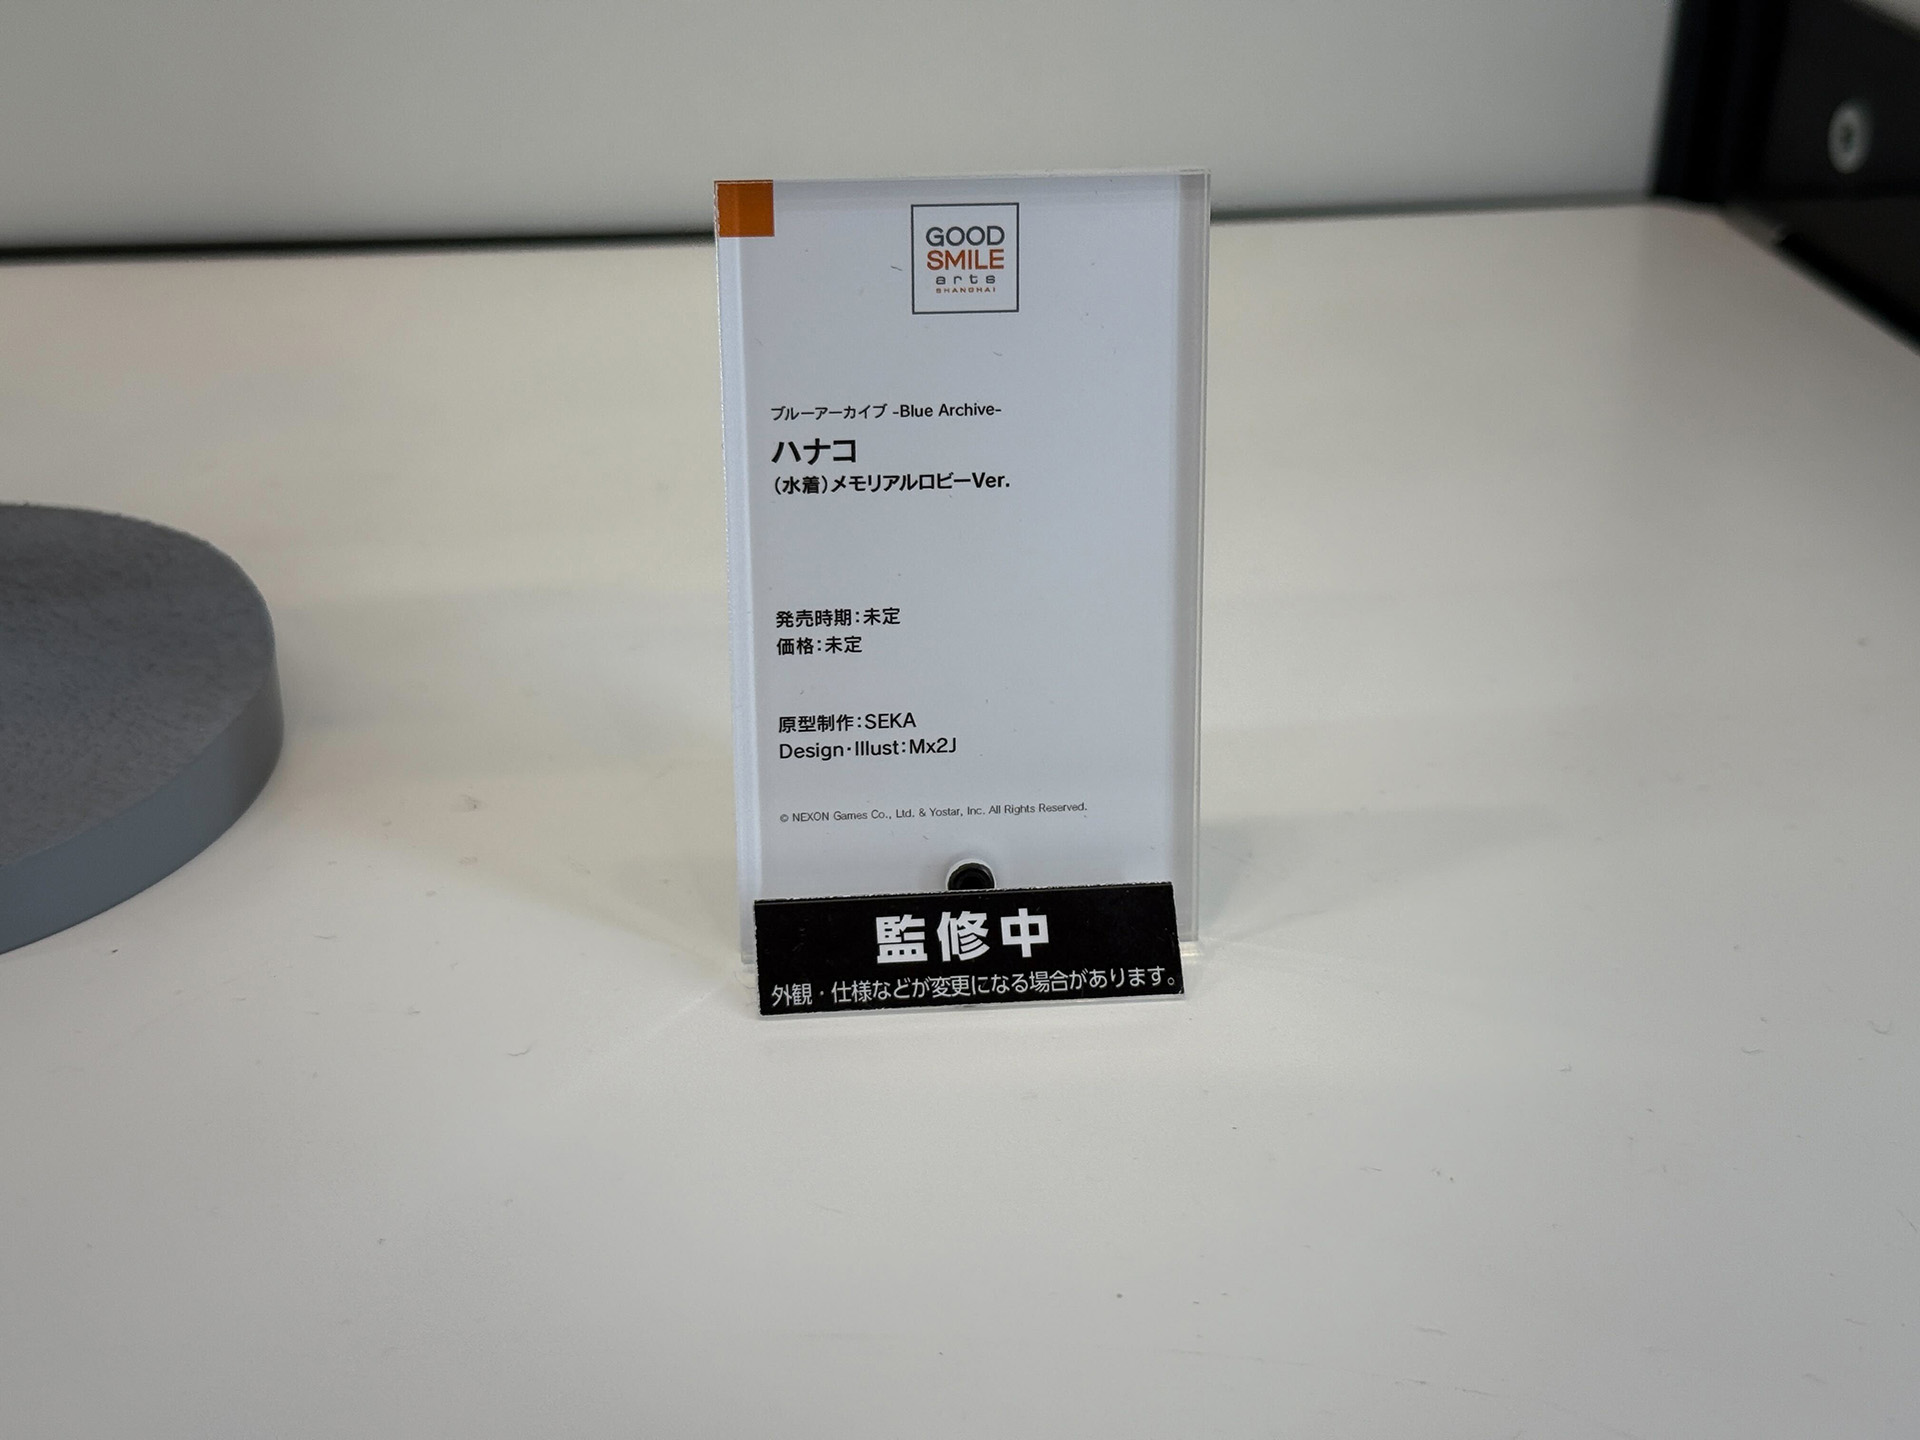 GOOD
SMILE
arts
SHANGHAI
ブルーアーカイブ -Blue Archive-
ハナコ
（水着）メモリアルロビーVer.
発売時期：未定
価格：未定
原型制作：SEKA
Design・Illust：Mx2J
© NEXON Games Co., Ltd. & Yostar, Inc. All Rights Reserved.
監修中
外観・仕様などが変更になる場合があります。